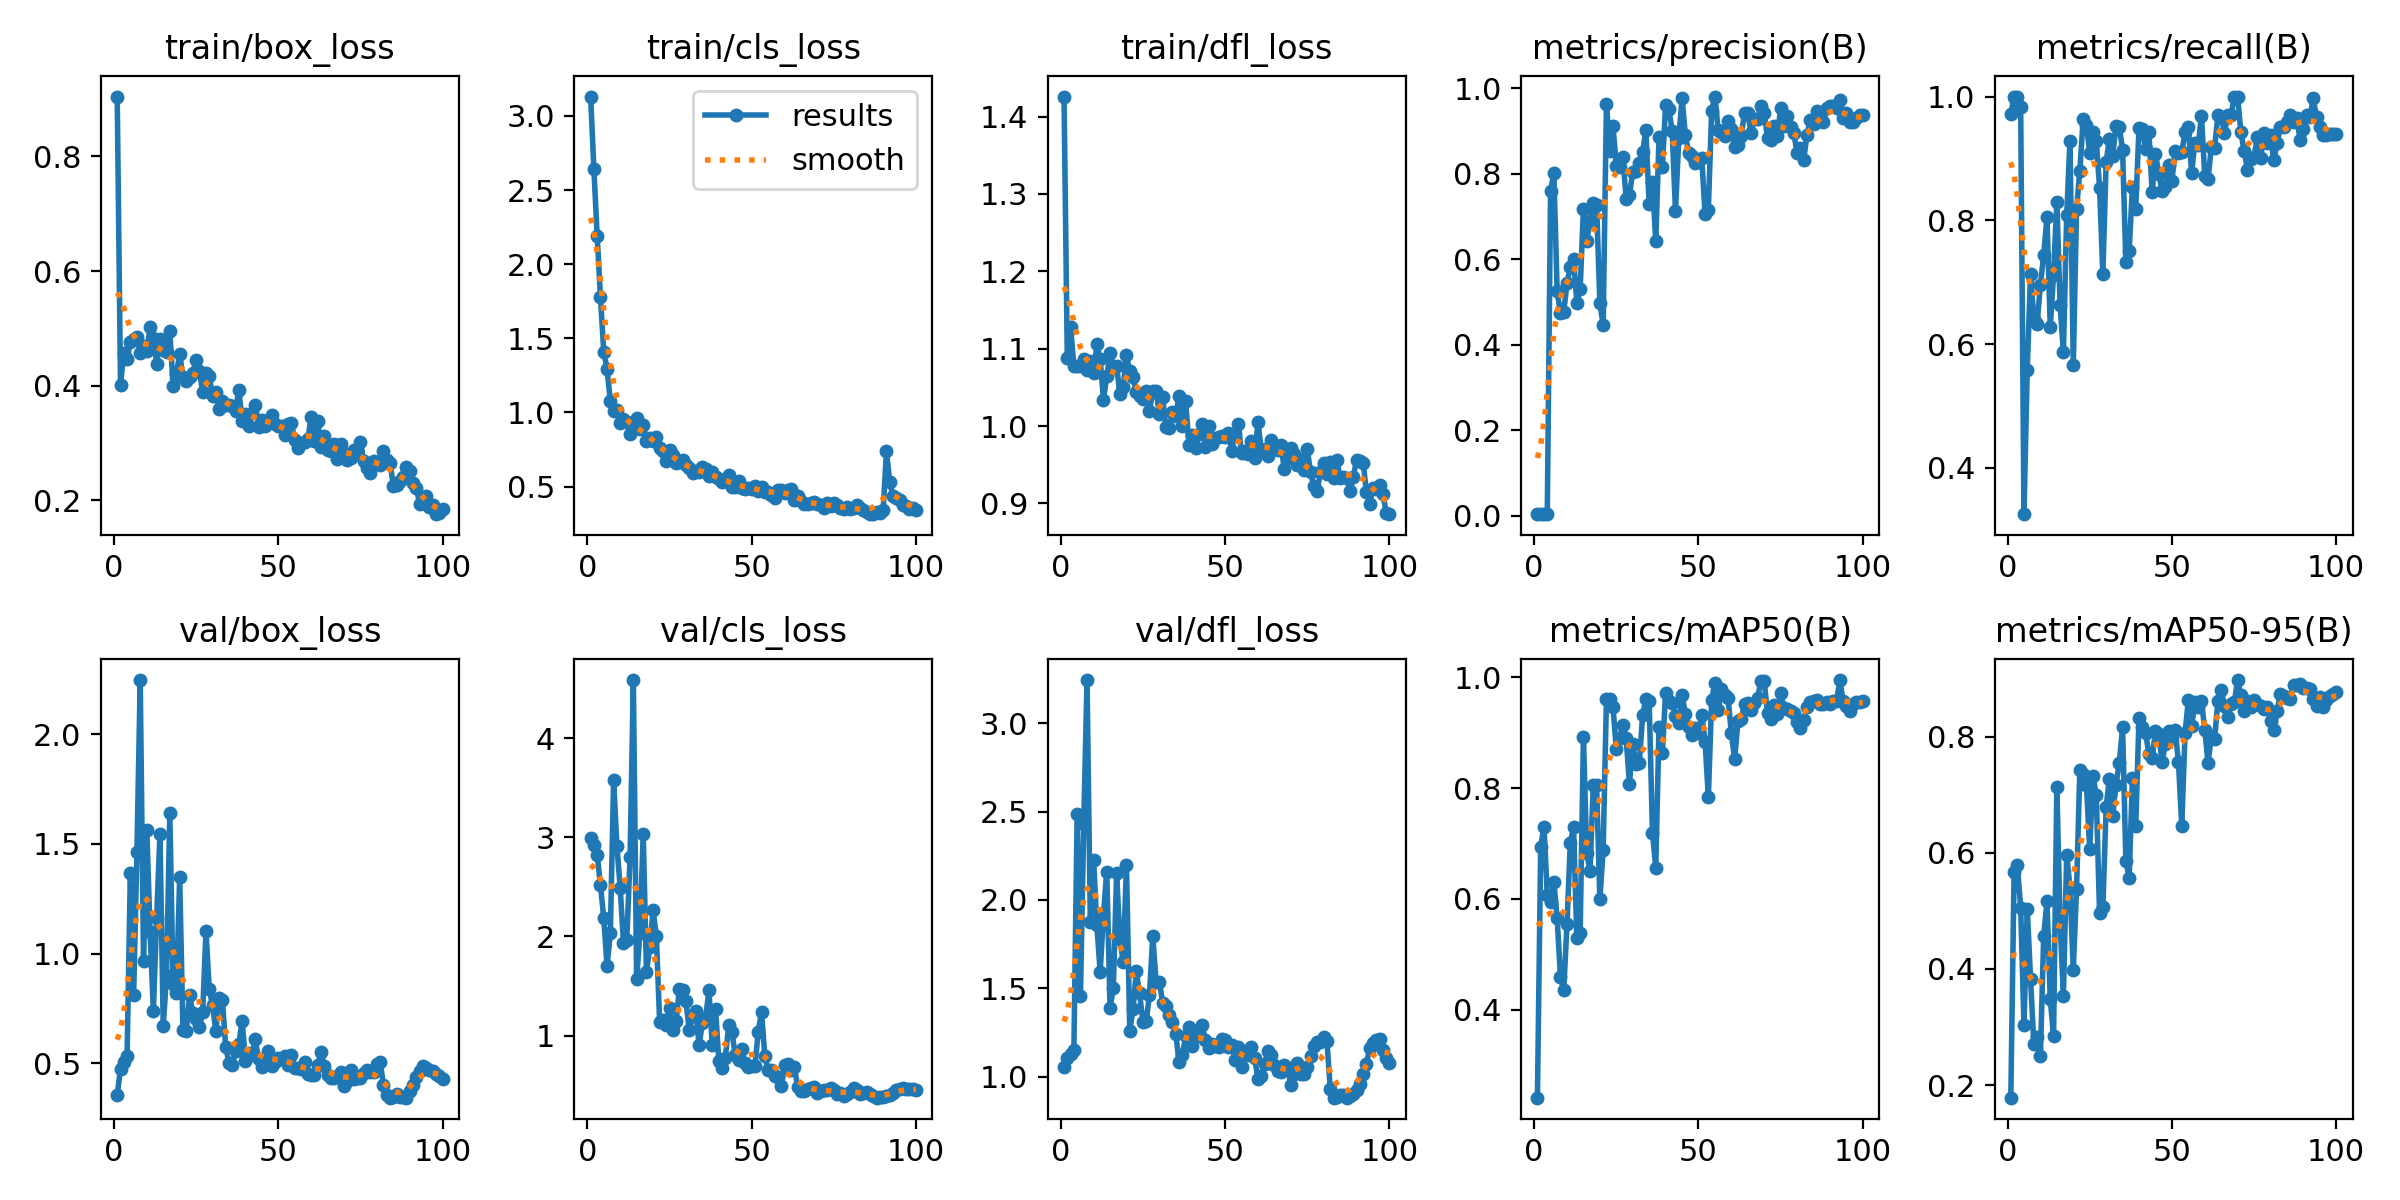 train/box_loss
0.8
0.6
0.4
0.2
0 50 100
train/cls_loss
results
smooth
3.0
2.5
2.0
1.5
1.0
0.5
0 50 100
train/dfl_loss
1.4
1.3
1.2
1.1
1.0
0.9
0 50 100
metrics/precision(B)
1.0
0.8
0.6
0.4
0.2
0.0
0 50 100
metrics/recall(B)
1.0
0.8
0.6
0.4
0 50 100
val/box_loss
2.0
1.5
1.0
0.5
0 50 100
val/cls_loss
4
3
2
1
0 50 100
val/dfl_loss
3.0
2.5
2.0
1.5
1.0
0 50 100
metrics/mAP50(B)
1.0
0.8
0.6
0.4
0 50 100
metrics/mAP50-95(B)
0.8
0.6
0.4
0.2
0 50 100